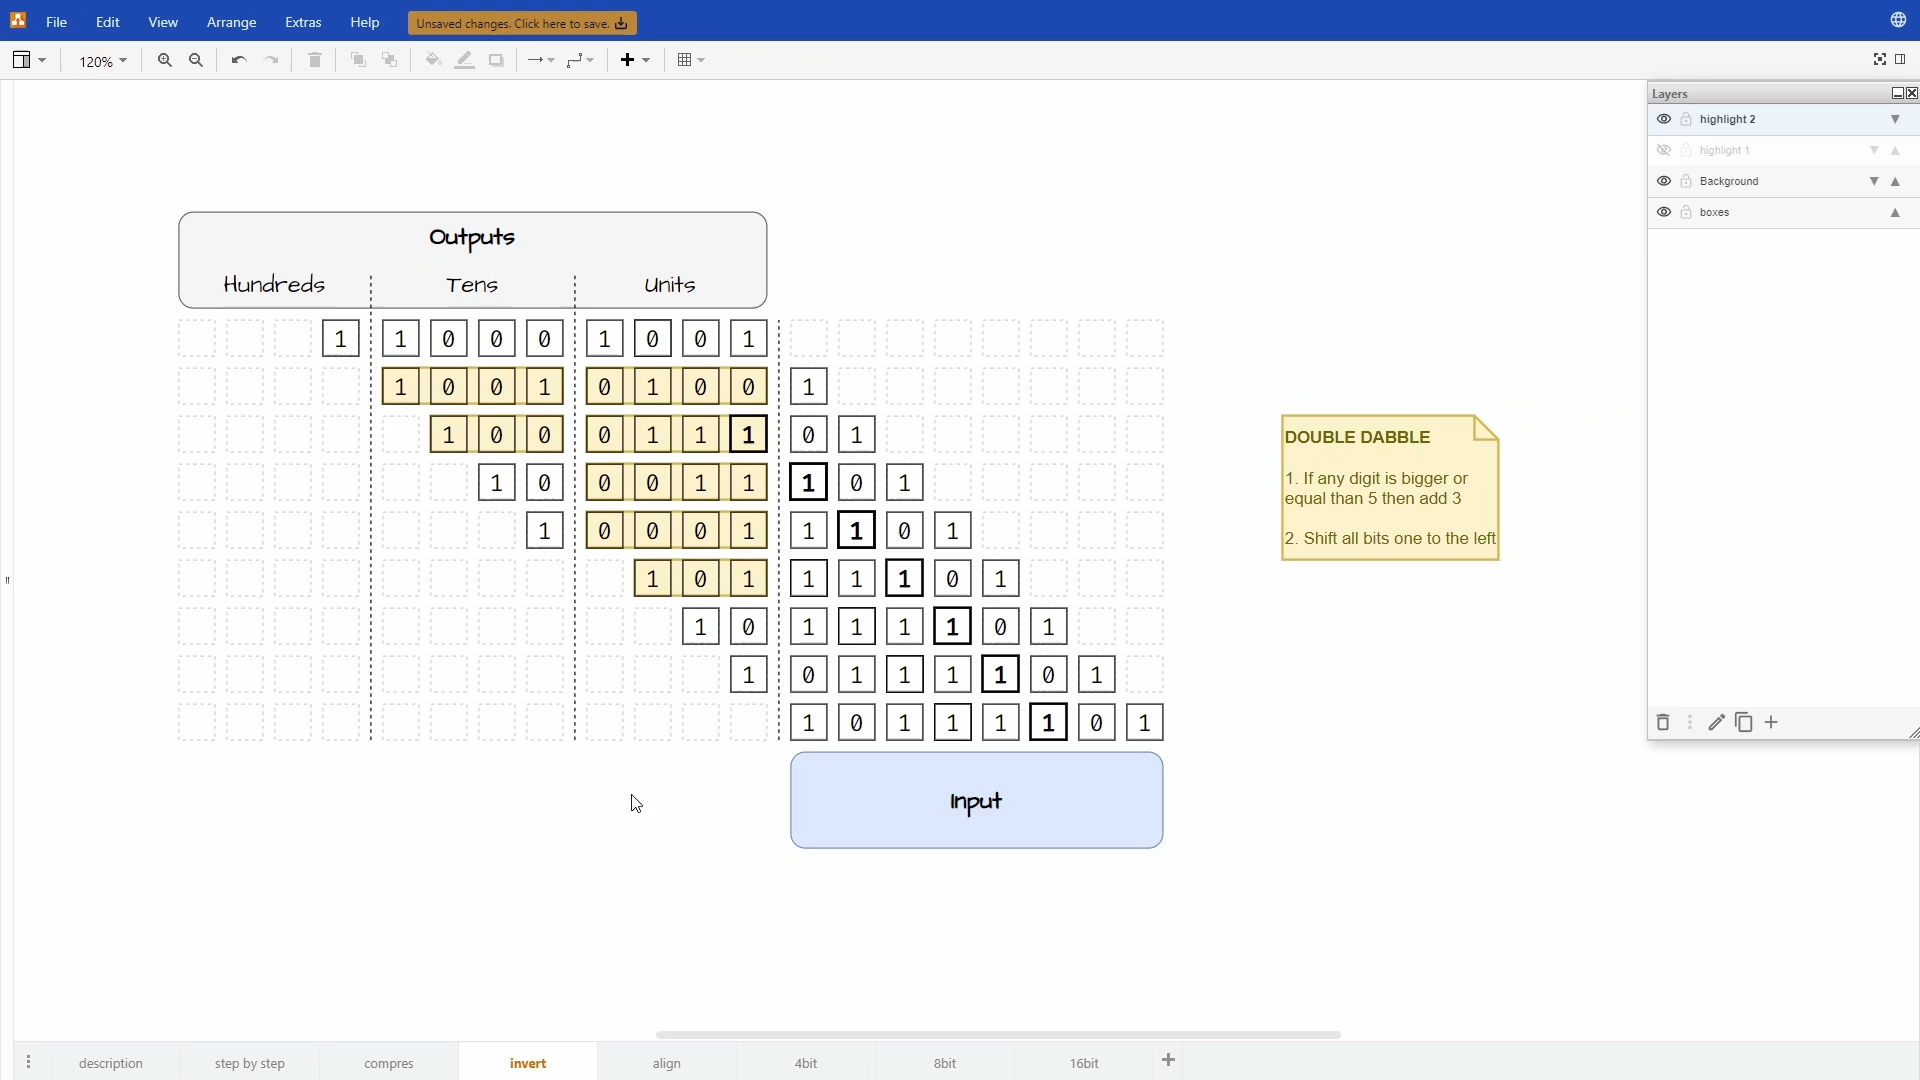 File Edit View Arrange Extras Help Unsaved changes. Click here to save.
120%
Layers
highlight 2
highlight 1
Background
boxes
Outputs
Hundreds Tens Units
1 1 0 0 0 1 0 0 1
1 0 0 1 0 1 0 0 1
1 0 0 0 1 1 1 0 1
1 0 0 0 1 1 1 0 1
1 0 0 0 1 1 1 0 1
1 0 1 1 1 1 0 1
1 0 1 1 1 1 0 1
1 0 1 1 1 1 0 1
1 0 1 1 1 1 0 1
Input
DOUBLE DABBLE
1. If any digit is bigger or
equal than 5 then add 3
2. Shift all bits one to the left
description step by step compres invert align 4bit 8bit 16bit